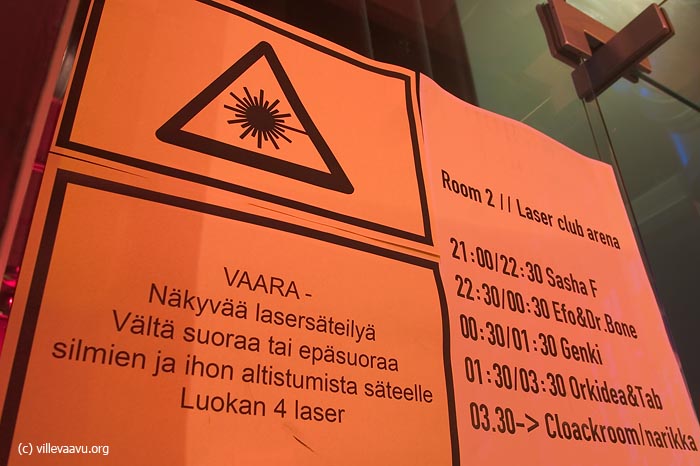 VAARA -
Näkyvää lasersäteilyä
Vältä suoraa tai epäsuoraa
silmien ja ihon altistumista säteelle
Luokan 4 laser
Room 2 // Laser club arena
21:00/22:30 Sasha F
22:30/00:30 Efo&Dr.Bone
00:30/01:30 Genki
01:30/03:30 Orkidea&Tab
03.30-> Cloackroom/narikka
(c) villevaavu.org